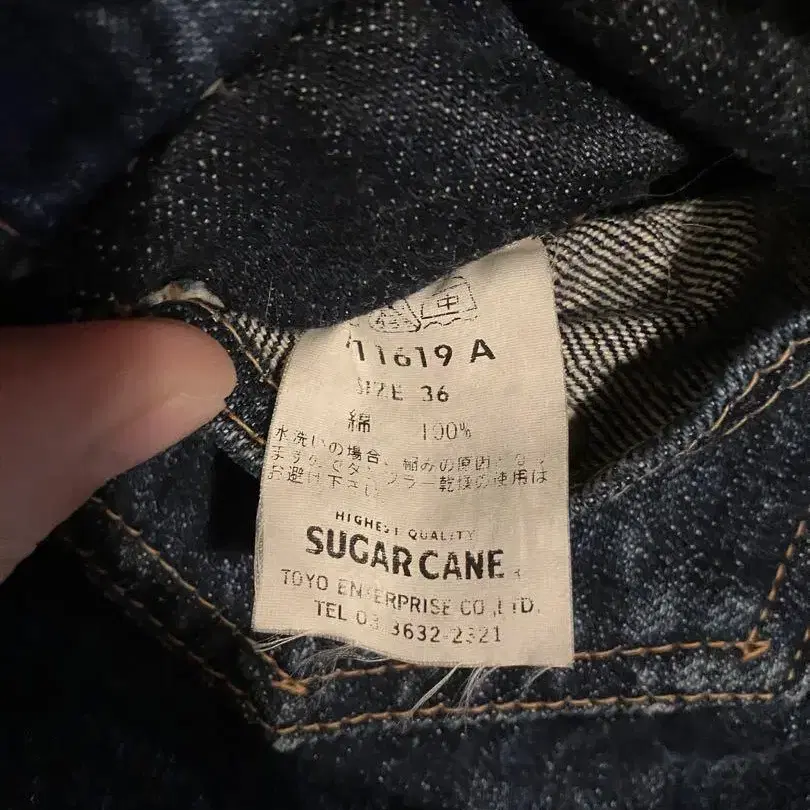 中
11619 A
SIZE 36
綿 100%
水洗いの場合、縮みの原因となり
ますのでタンブラー乾燥の使用は
お避け下さい
HIGHEST QUALITY
SUGAR CANE
TOYO ENTERPRISE CO.,LTD.
TEL 03 3632-2321